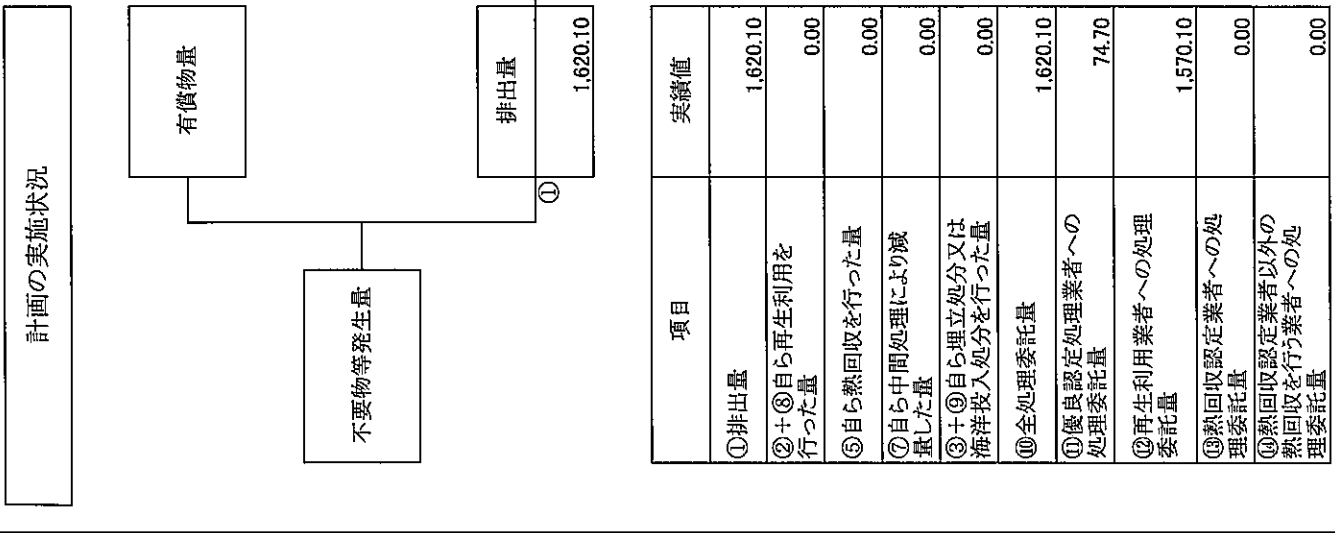 計画の実施状況
有償物量
不要物等発生量
①
排出量
1,620.10
項目
実績値
①排出量
1,620.10
②+⑧自ら再生利用を
行った量
0.00
⑤自ら熱回収を行った量
0.00
⑦自ら中間処理により減
量した量
0.00
③+⑨自ら埋立処分又は
海洋投入処分を行った量
0.00
⑩全処理委託量
1,620.10
⑪優良認定処理業者への
処理委託量
74.70
⑫再生利用業者への処理
委託量
1,570.10
⑬熱回収認定業者への処
理委託量
0.00
⑭熱回収認定業者以外の
熱回収を行う業者への処
理委託量
0.00